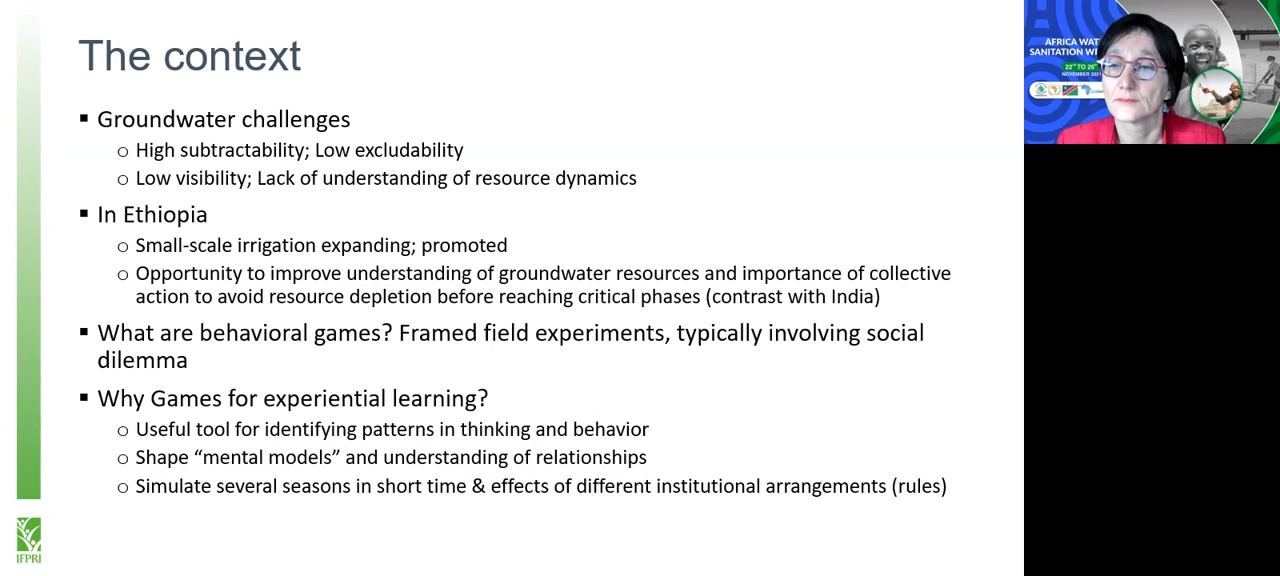 The context
▪ Groundwater challenges
o High subtractability; Low excludability
o Low visibility; Lack of understanding of resource dynamics
▪ In Ethiopia
o Small-scale irrigation expanding; promoted
o Opportunity to improve understanding of groundwater resources and importance of collective
action to avoid resource depletion before reaching critical phases (contrast with India)
▪ What are behavioral games? Framed field experiments, typically involving social
dilemma
▪ Why Games for experiential learning?
o Useful tool for identifying patterns in thinking and behavior
o Shape “mental models” and understanding of relationships
o Simulate several seasons in short time & effects of different institutional arrangements (rules)
IFPRI
AFRICA
SANITATION
22ND TO 26TH
NOVEMBER 2021